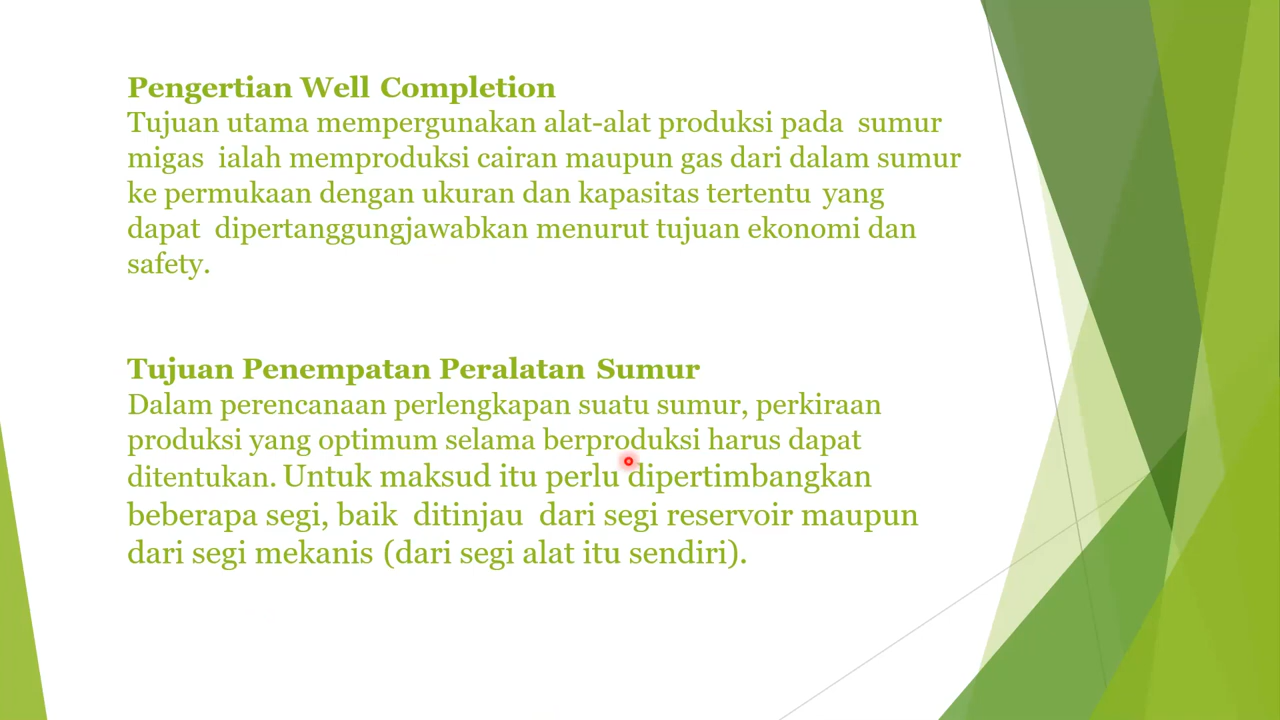 Pengertian Well Completion
Tujuan utama mempergunakan alat-alat produksi pada sumur
migas ialah memproduksi cairan maupun gas dari dalam sumur
ke permukaan dengan ukuran dan kapasitas tertentu yang
dapat dipertanggungjawabkan menurut tujuan ekonomi dan
safety.
Tujuan Penempatan Peralatan Sumur
Dalam perencanaan perlengkapan suatu sumur, perkiraan
produksi yang optimum selama berproduksi harus dapat
ditentukan. Untuk maksud itu perlu dipertimbangkan
beberapa segi, baik ditinjau dari segi reservoir maupun
dari segi mekanis (dari segi alat itu sendiri).